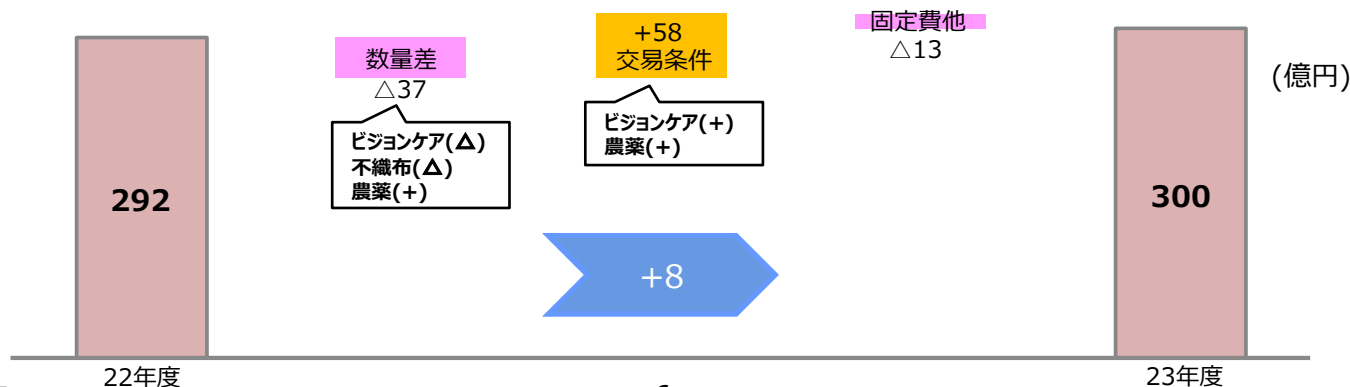 数量差
△37
ビジョンケア(△)
不織布(△)
農薬(+)
+58
交易条件
ビジョンケア(+)
農薬(+)
固定費他
△13
(億円)
292
+8
300
22年度
23年度